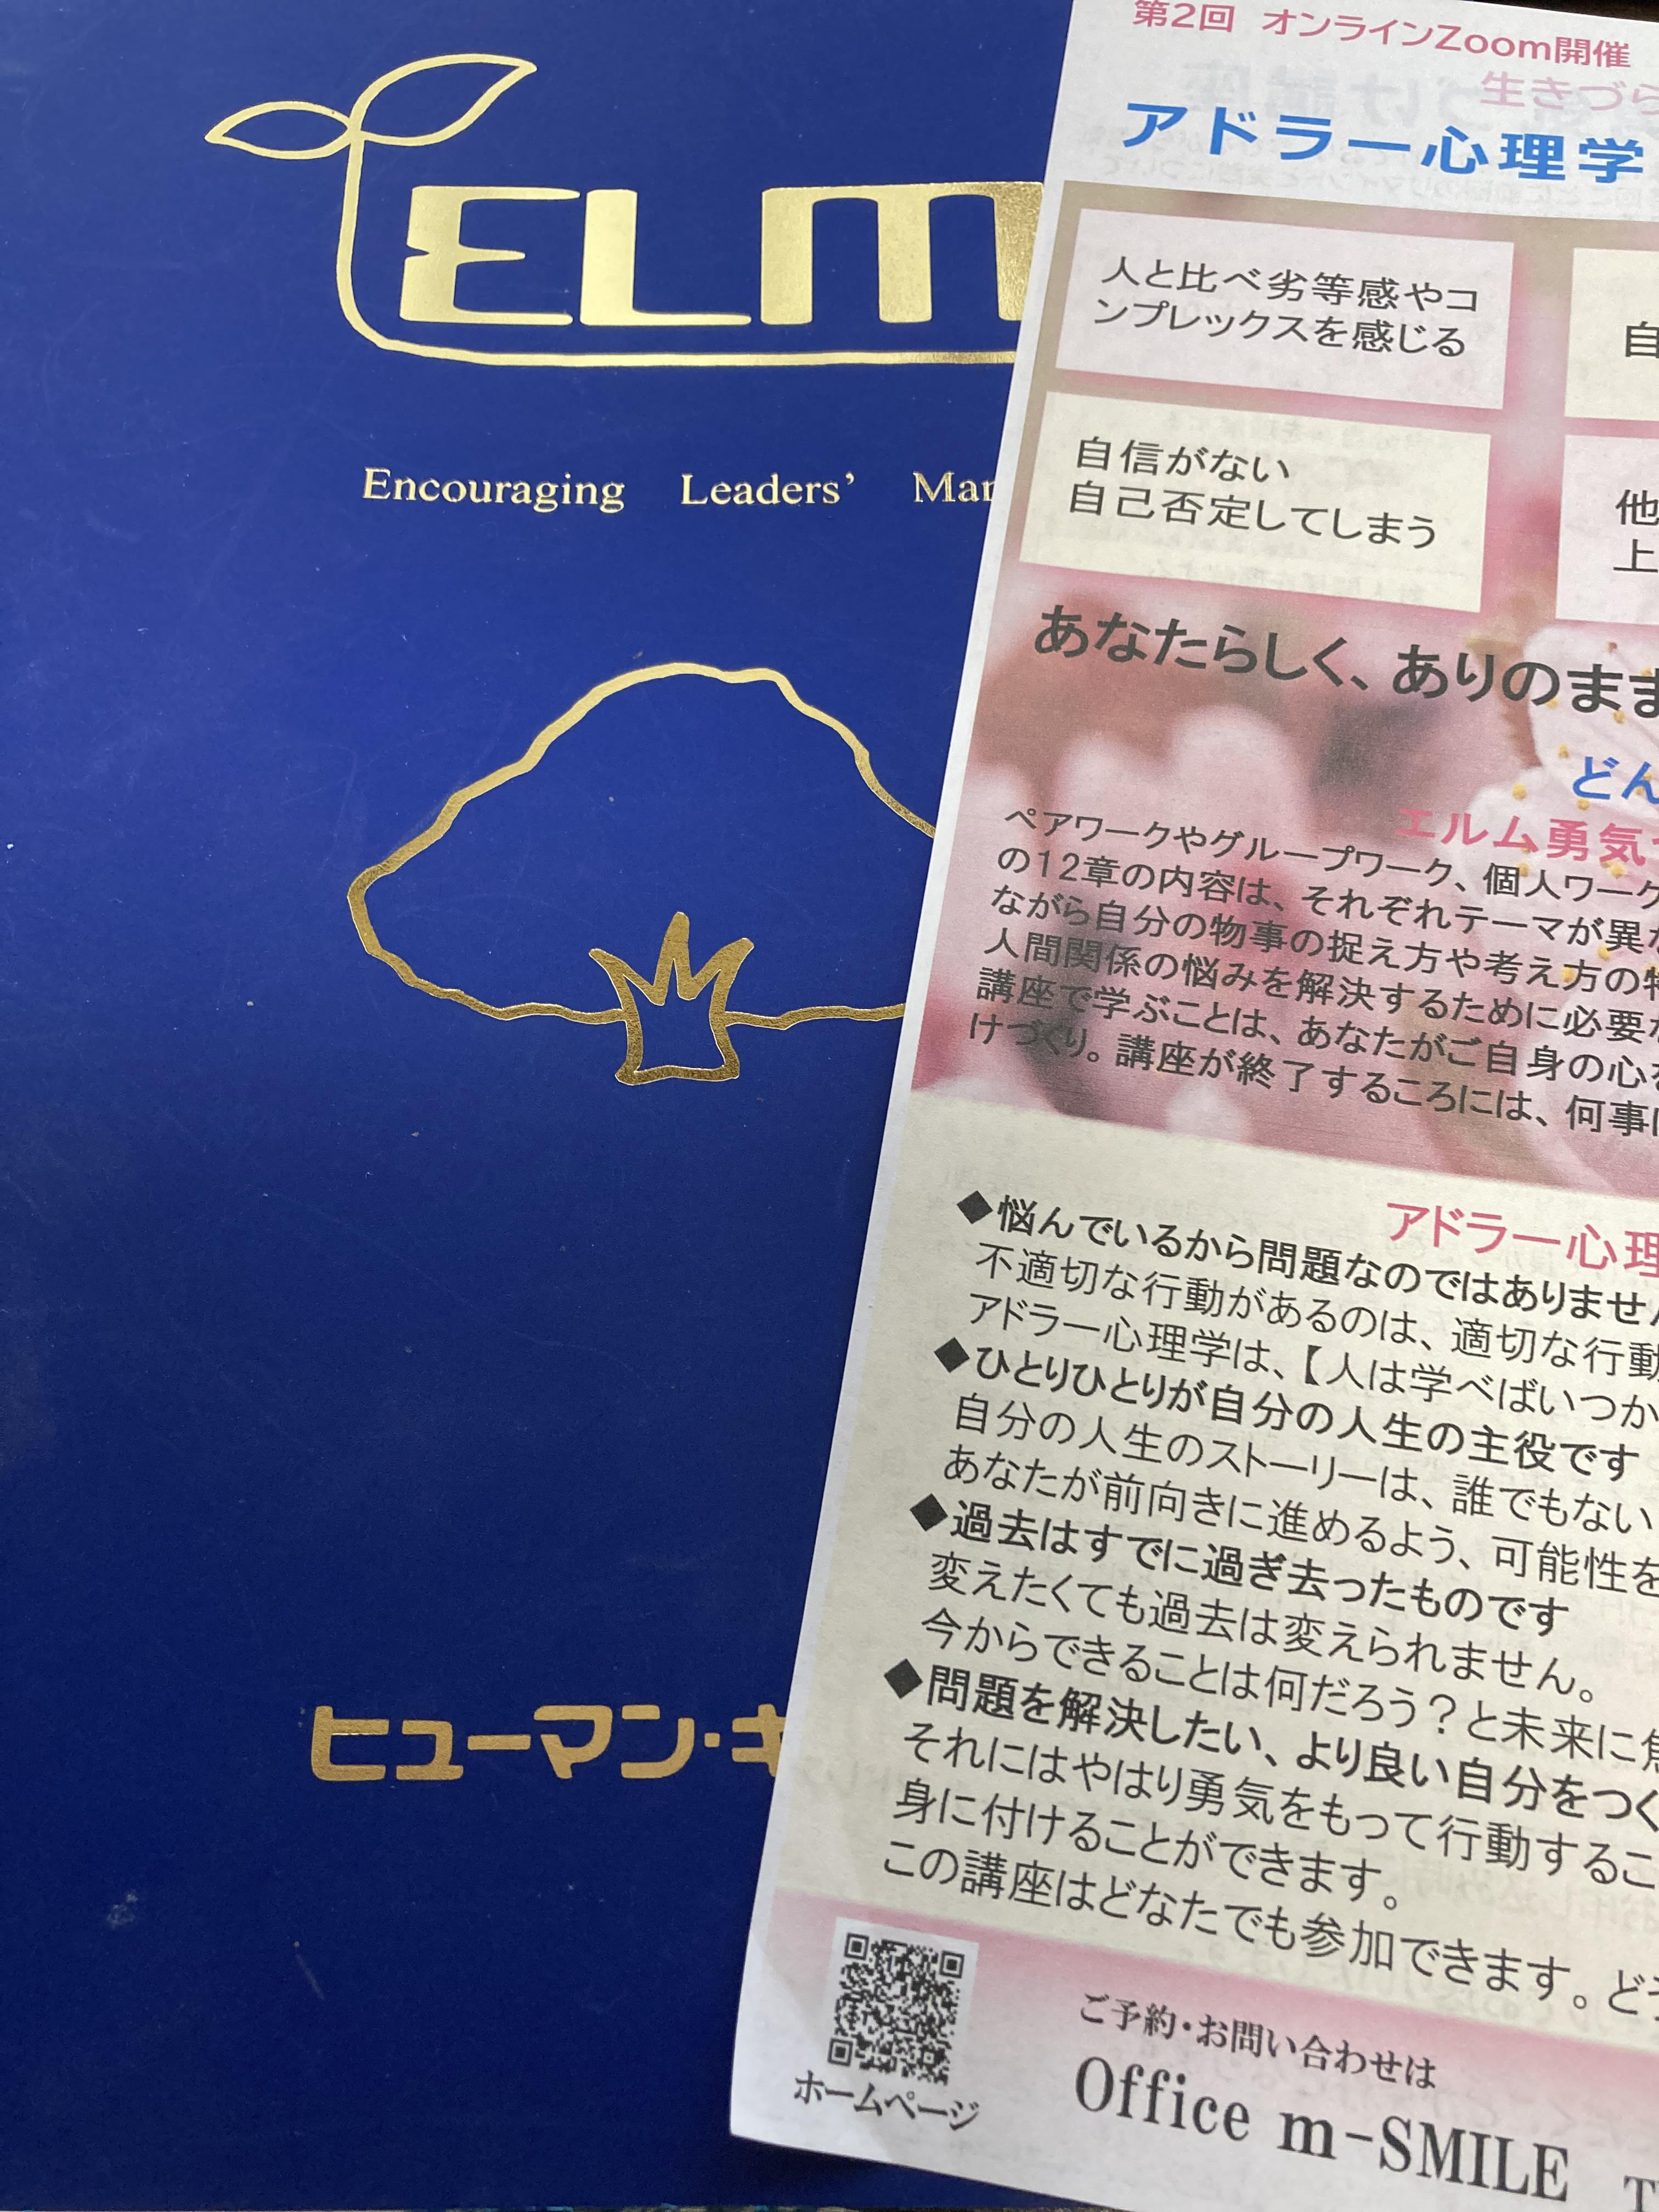 ELM
Encouraging Leaders' Man
ヒューマン・キ
第2回 オンラインZoom開催
生きづら
アドラー心理学
人と比べ劣等感やコ
ンプレックスを感じる
自
自信がない
自己否定してしまう
他
上
あなたらしく、ありのまま
どん
エルム勇気づ
ペアワークやグループワーク、個人ワーク
の12章の内容は、それぞれテーマが異な
ながら自分の物事の捉え方や考え方の特
人間関係の悩みを解決するために必要な
講座で学ぶことは、あなたがご自身の心を
けづくり。講座が終了するころには、何事に
アドラー心理
◆悩んでいるから問題なのではありません
不適切な行動があるのは、適切な行動
アドラー心理学は、【人は学べばいつか
◆ひとりひとりが自分の人生の主役です
自分の人生のストーリーは、誰でもない
あなたが前向きに進めるよう、可能性を
◆過去はすでに過ぎ去ったものです
変えたくても過去は変えられません。
今からできることは何だろう？と未来に焦
◆問題を解決したい、より良い自分をつく
それにはやはり勇気をもって行動するこ
身に付けることができます。
この講座はどなたでも参加できます。どう
ホームページ
ご予約・お問い合わせは
Office m-SMILE T